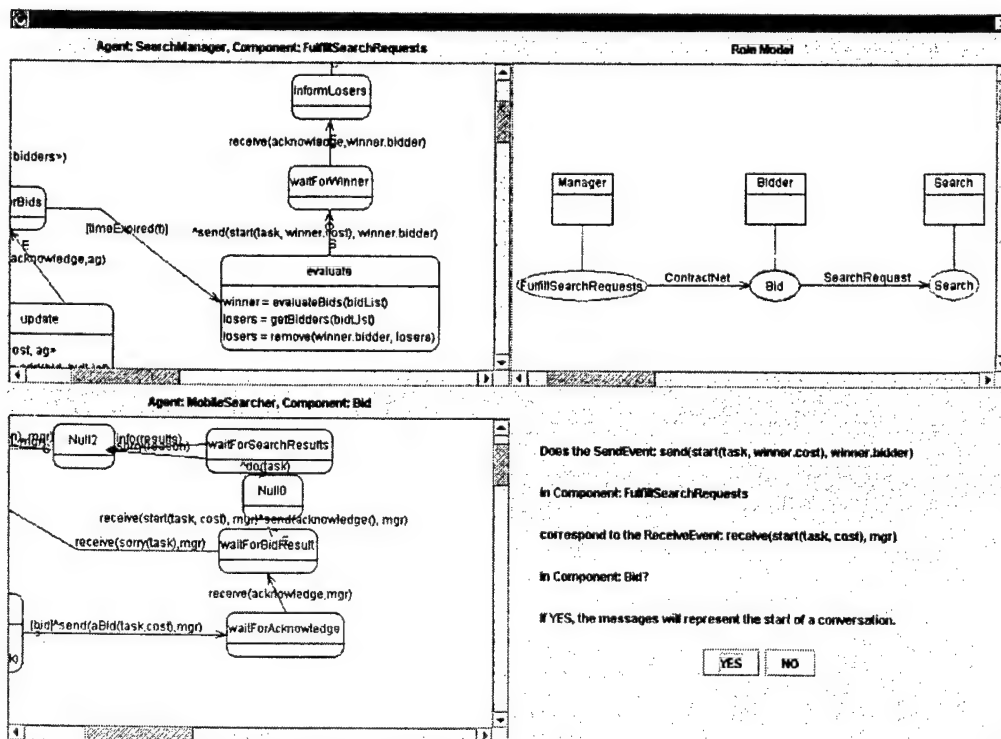 Agent: SearchManager, Component: FulfillSearchRequests
informLosers
receive(acknowledge,winner.bidder)
bidders>)
waitForWinner
rBids
[timeExpired(t)]
^send(start(task, winner.cost), winner.bidder)
E
acknowledge,ag)
evaluate
winner = evaluateBids(bidList)
losers = getBidders(bidList)
losers = remove(winner.bidder, losers)
update
ost, ag>
Role Model
Manager
Bidder
Search
FulfillSearchRequests
ContractNet
Bid
SearchRequest
Search
Agent: MobileSearcher, Component: Bid
Null2
info(results)
waitForSearchResults
^do(task)
Null0
receive(start(task, cost), mgr)^send(acknowledge(), mgr)
receive(sorry(task),mgr)
waitForBidResult
receive(acknowledge,mgr)
[bid]^send(aBid(task,cost),mgr)
waitForAcknowledge
k)
Does the SendEvent: send(start(task, winner.cost), winner.bidder)
in Component: FulfillSearchRequests
correspond to the ReceiveEvent: receive(start(task, cost), mgr)
in Component: Bid?
If YES, the messages will represent the start of a conversation.
YES
NO